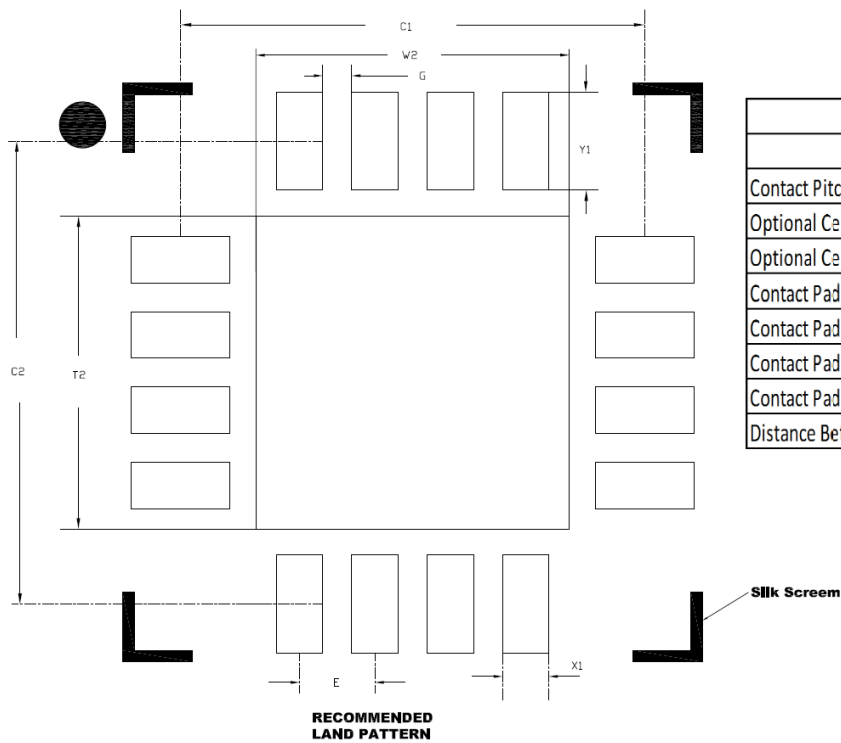 C1
W2
G
Y1
Contact Pitc
Optional Ce
Optional Ce
Contact Pad
Contact Pad
Contact Pad
Contact Pad
Distance Be
C2
T2
Silk Screem
X1
E
RECOMMENDED
LAND PATTERN